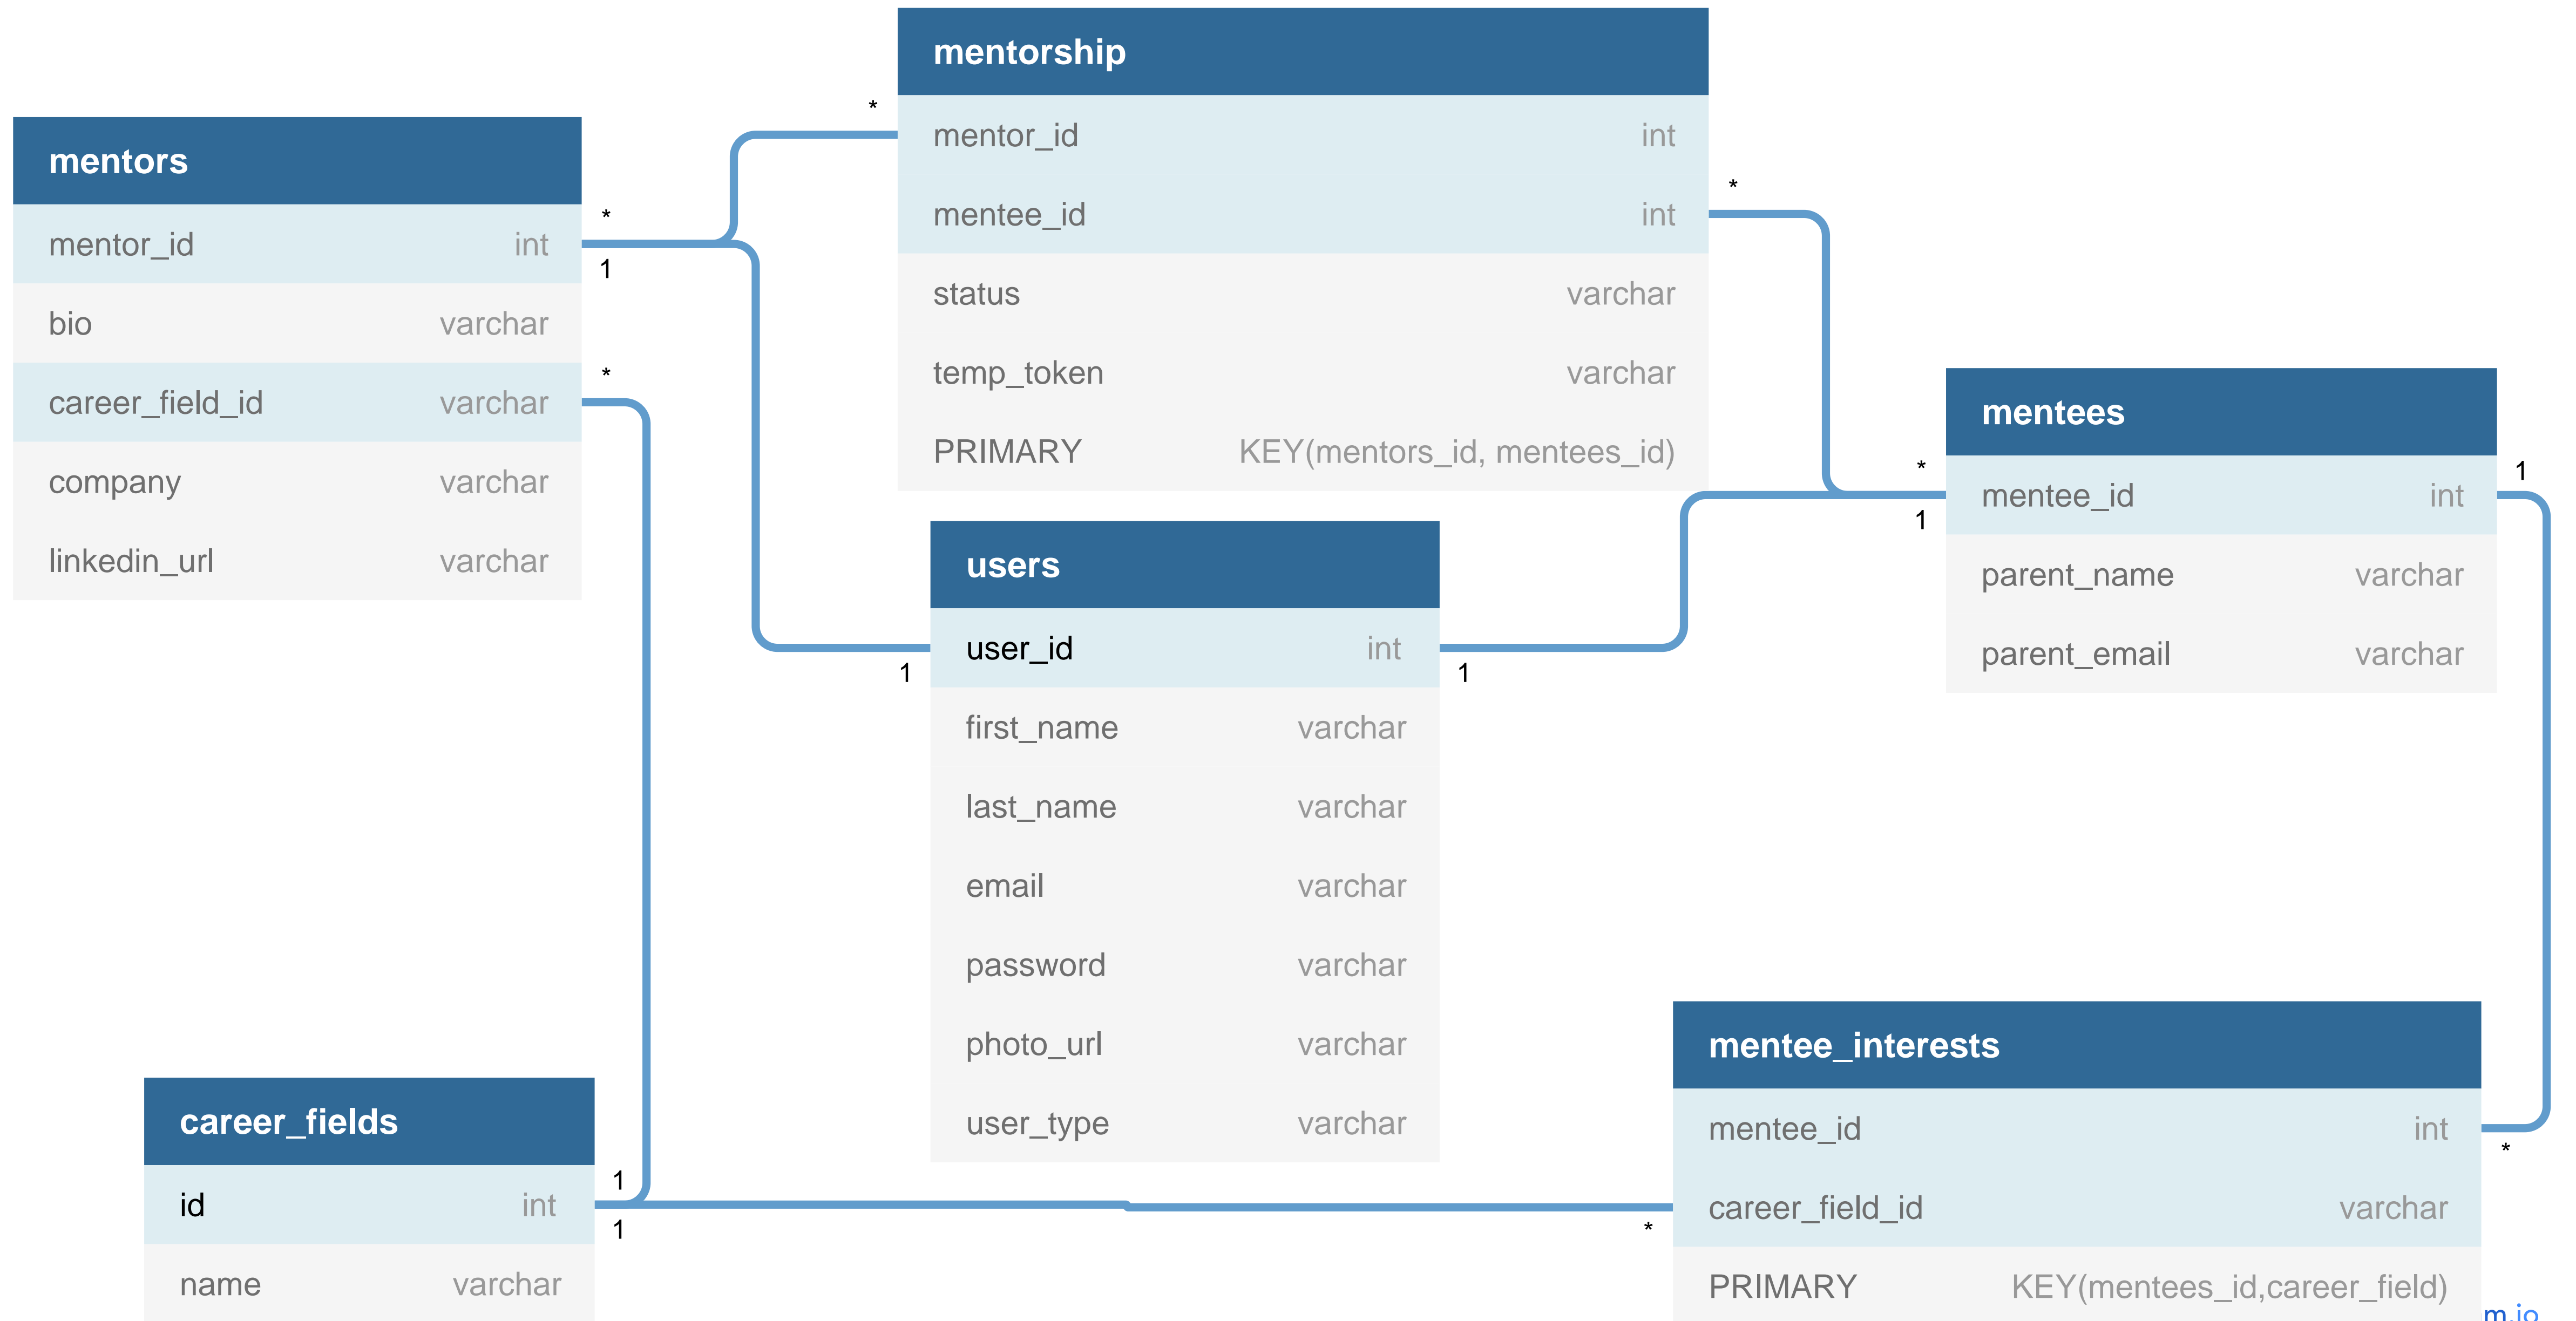 mentorship
mentor_id int
mentee_id int
status varchar
temp_token varchar
PRIMARY KEY(mentors_id, mentees_id)
*
*
mentors
mentor_id int
bio varchar
career_field_id varchar
company varchar
linkedin_url varchar
*
1
*
mentees
mentee_id int
parent_name varchar
parent_email varchar
*
1
1
users
user_id int
first_name varchar
last_name varchar
email varchar
password varchar
photo_url varchar
user_type varchar
1
1
career_fields
id int
name varchar
1
1
mentee_interests
mentee_id int
career_field_id varchar
PRIMARY KEY(mentees_id,career_field)
*
*
m.io